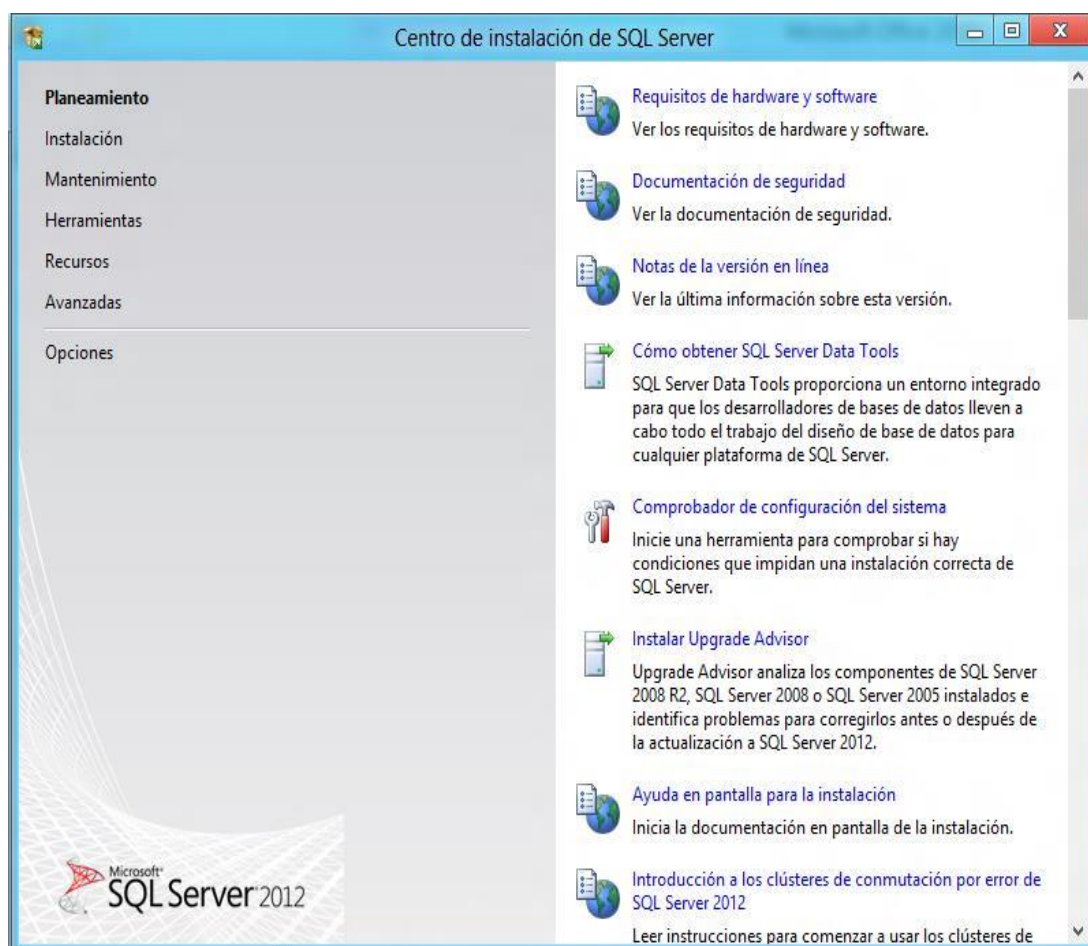 Centro de instalación de SQL Server
Planeamiento
Instalación
Mantenimiento
Herramientas
Recursos
Avanzadas
Opciones
Microsoft®
SQL Server® 2012
Requisitos de hardware y software
Ver los requisitos de hardware y software.
Documentación de seguridad
Ver la documentación de seguridad.
Notas de la versión en línea
Ver la última información sobre esta versión.
Cómo obtener SQL Server Data Tools
SQL Server Data Tools proporciona un entorno integrado
para que los desarrolladores de bases de datos lleven a
cabo todo el trabajo del diseño de base de datos para
cualquier plataforma de SQL Server.
Comprobador de configuración del sistema
Inicie una herramienta para comprobar si hay
condiciones que impidan una instalación correcta de
SQL Server.
Instalar Upgrade Advisor
Upgrade Advisor analiza los componentes de SQL Server
2008 R2, SQL Server 2008 o SQL Server 2005 instalados e
identifica problemas para corregirlos antes o después de
la actualización a SQL Server 2012.
Ayuda en pantalla para la instalación
Inicia la documentación en pantalla de la instalación.
Introducción a los clústeres de conmutación por error de
SQL Server 2012
Leer instrucciones para comenzar a usar los clústeres de